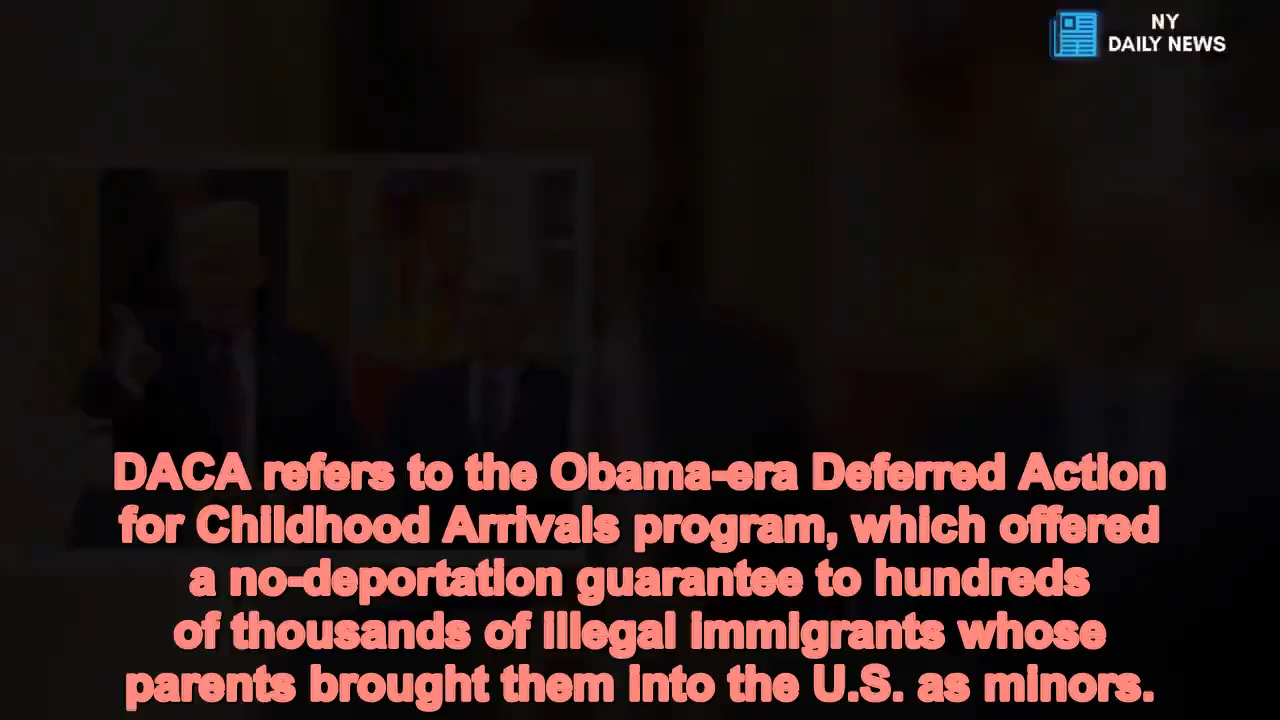 NY
DAILY NEWS
DACA refers to the Obama-era Deferred Action
for Childhood Arrivals program, which offered
a no-deportation guarantee to hundreds
of thousands of illegal immigrants whose
parents brought them into the U.S. as minors.